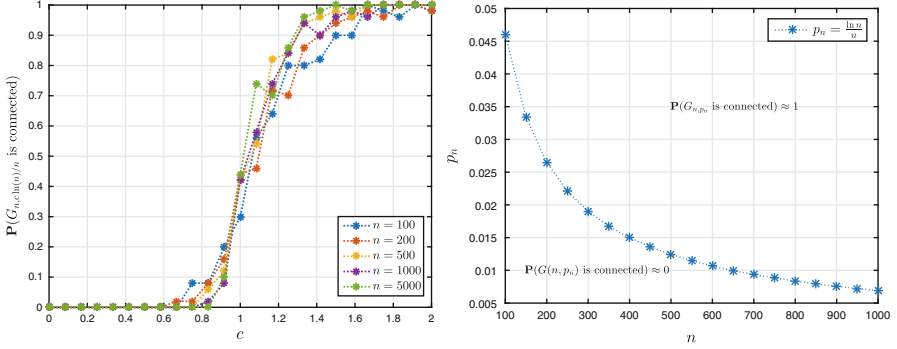 P(G_{n,c ln(n)/n} is connected)
1
0.9
0.8
0.7
0.6
0.5
0.4
0.3
0.2
0.1
0
0 0.2 0.4 0.6 0.8 1 1.2 1.4 1.6 1.8 2
c
n = 100
n = 200
n = 500
n = 1000
n = 5000
p_n
0.05
0.045
0.04
0.035
0.03
0.025
0.02
0.015
0.01
0.005
100 200 300 400 500 600 700 800 900 1000
n
p_n = ln n / n
P(G_{n,p_n} is connected) ≈ 1
P(G(n, p_n) is connected) ≈ 0